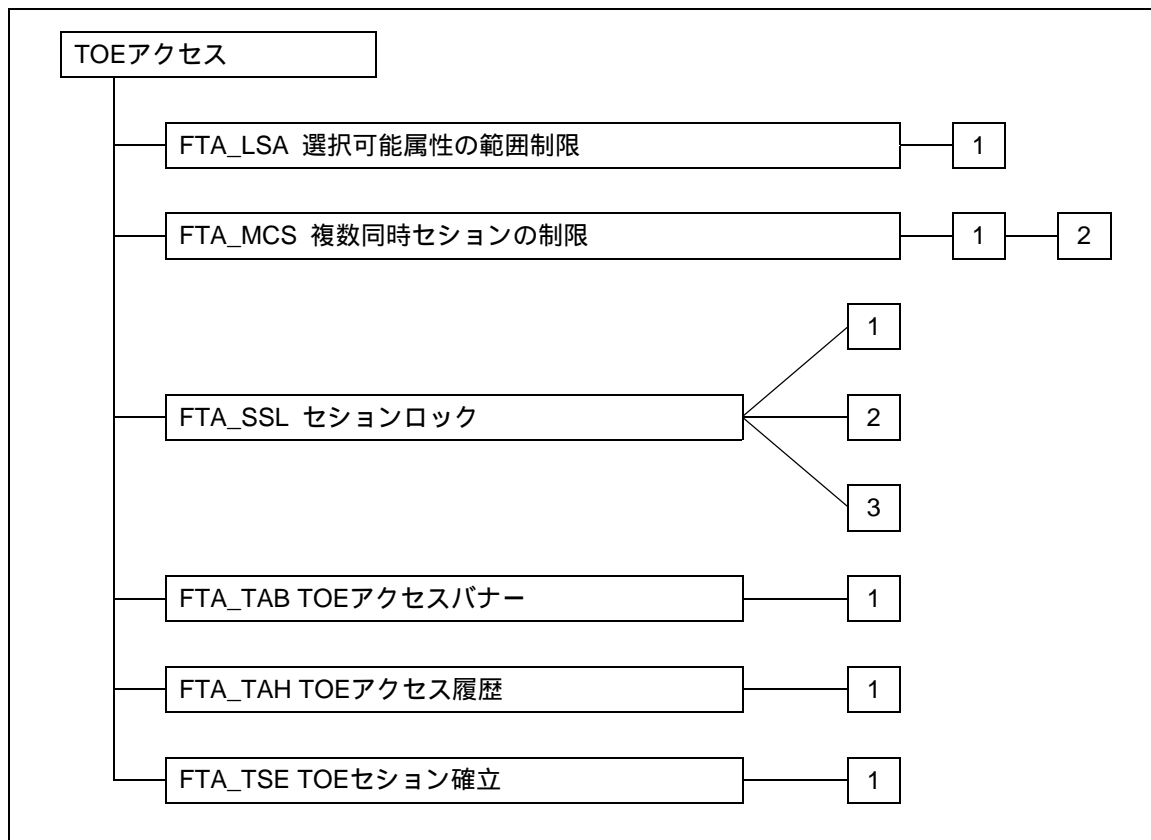 TOEアクセス
FTA_LSA 選択可能属性の範囲制限 1
FTA_MCS 複数同時セションの制限 1 2
1
FTA_SSL セションロック 2
3
FTA_TAB TOEアクセスバナー 1
FTA_TAH TOEアクセス履歴 1
FTA_TSE TOEセション確立 1